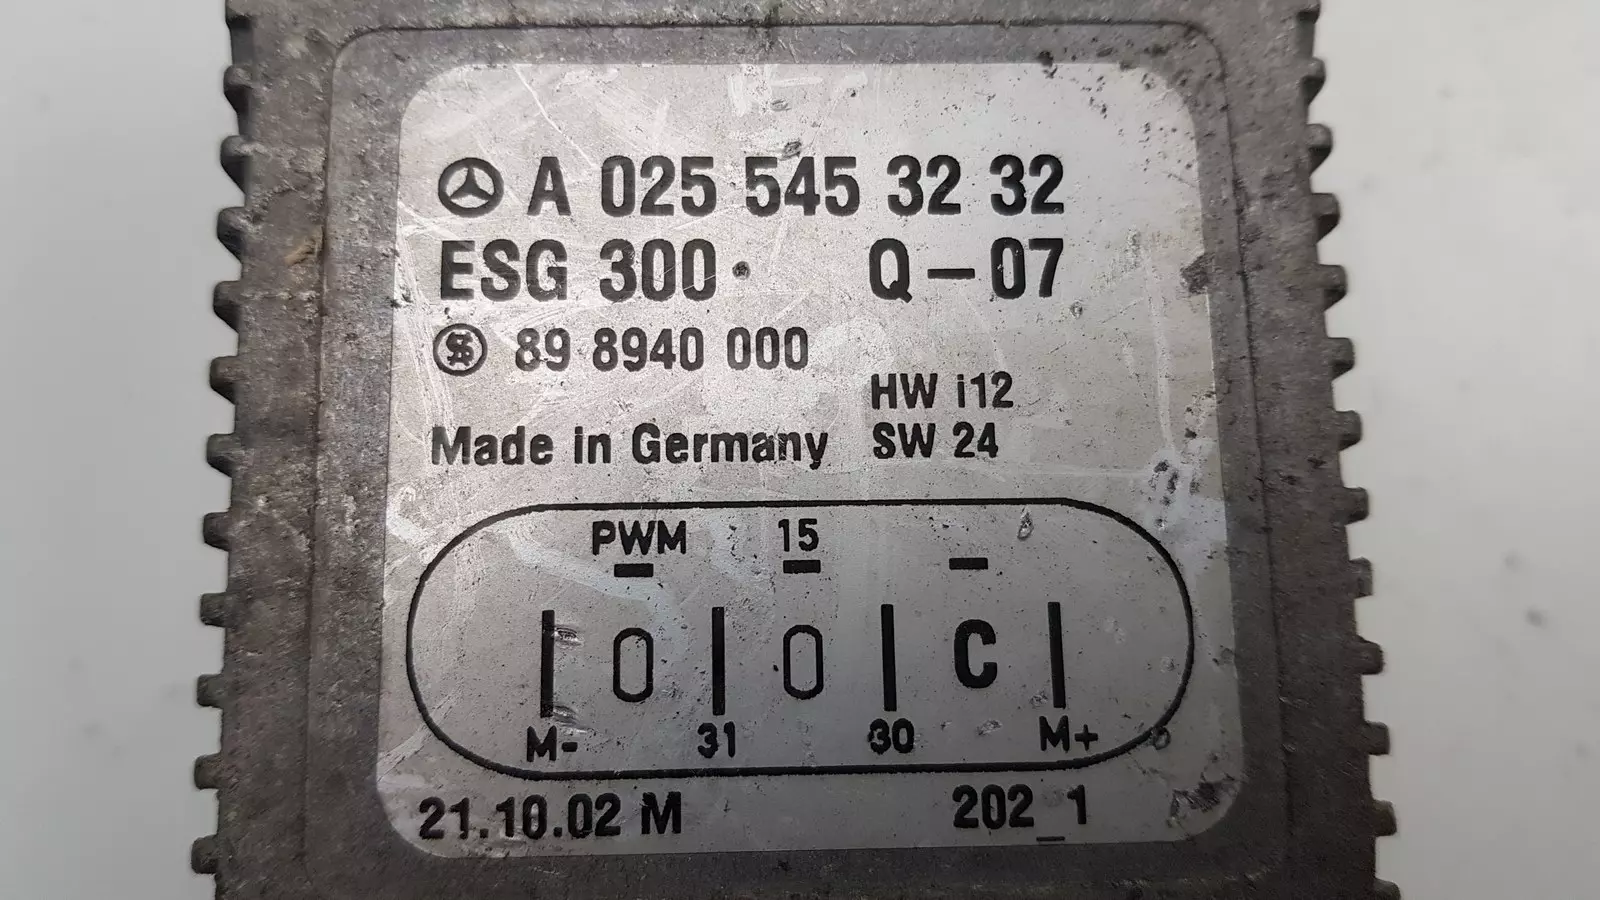 A 025 545 32 32
ESG 300 Q-07
89 8940 000
HW i12
Made in Germany SW 24
PWM 15
C
M- 31 30 M+
21.10.02 M 202_1